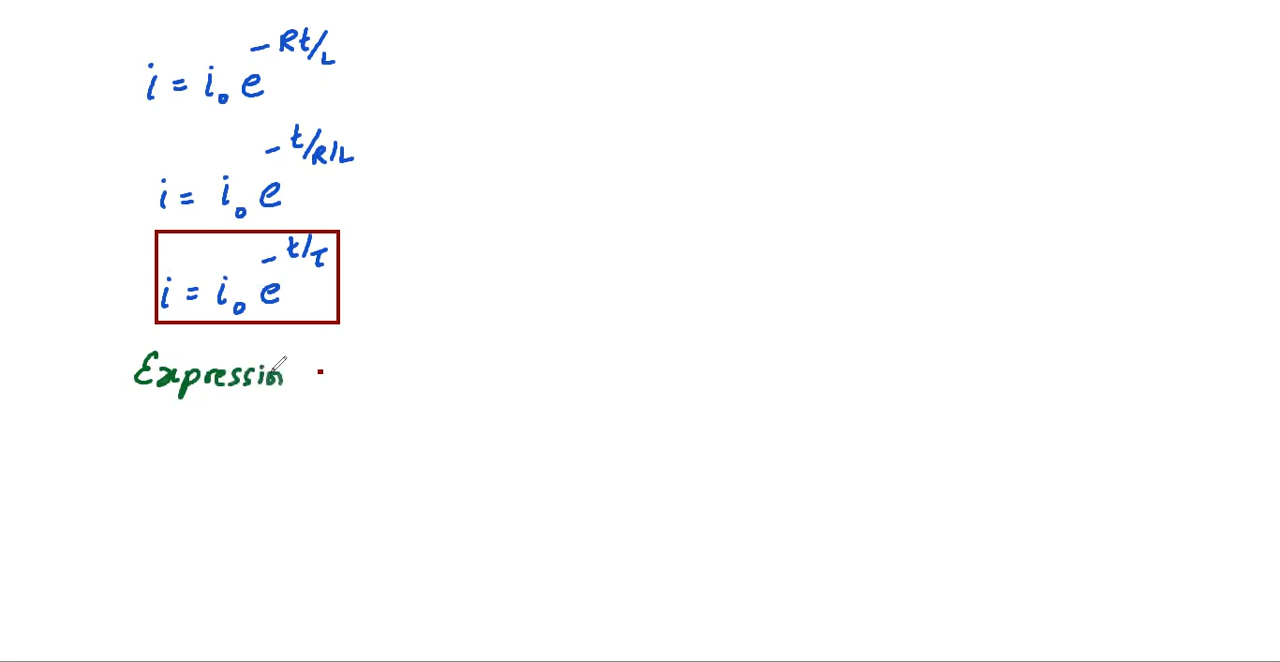 i = i₀ e^{-Rt/L}
i = i₀ e^{-t/R/L}
i = i₀ e^{-t/τ}
Expression